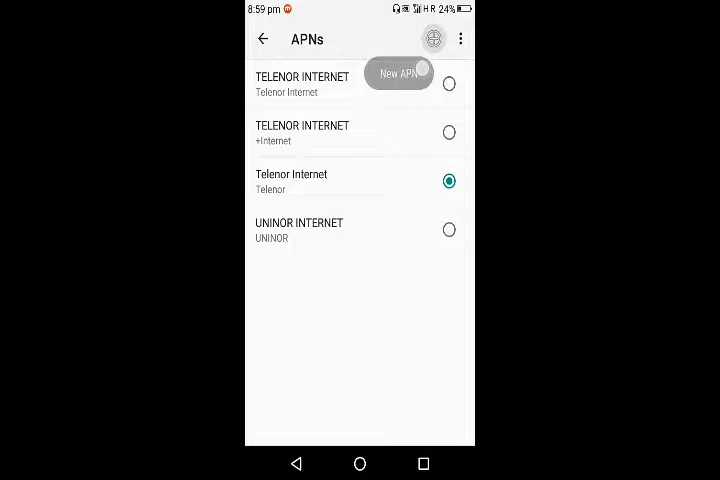 8:59 pm
H R 24%
APNs
New APN
TELENOR INTERNET
Telenor Internet
TELENOR INTERNET
+Internet
Telenor Internet
Telenor
UNINOR INTERNET
UNINOR